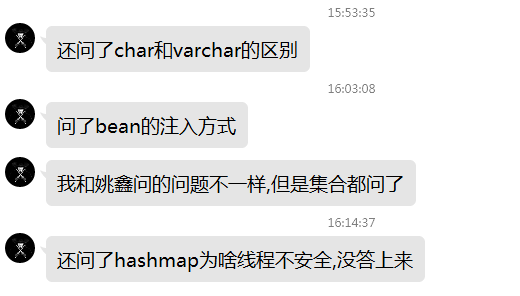 15:53:35
还问了char和varchar的区别
16:03:08
问了bean的注入方式
我和姚鑫问的问题不一样,但是集合都问了
16:14:37
还问了hashmap为啥线程不安全,没答上来